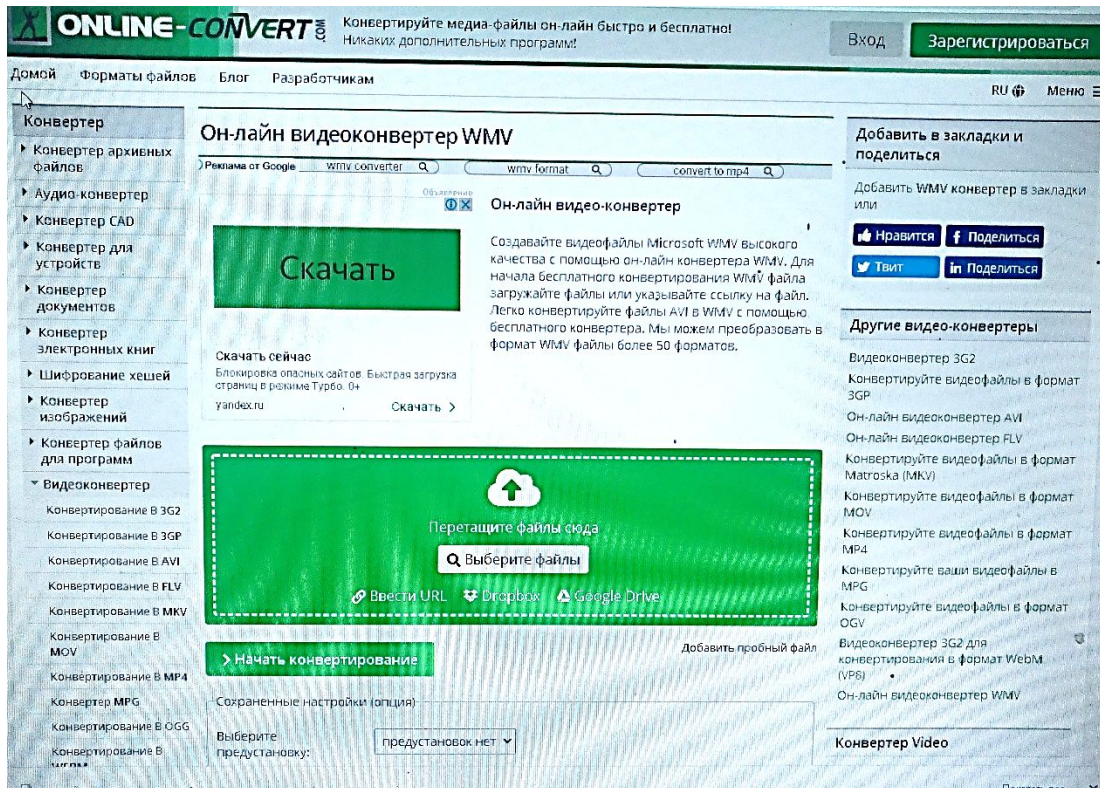 ONLINE-CONVERT.COM
Конвертируйте медиа-файлы он-лайн быстро и бесплатно!
Никаких дополнительных программ!
Вход
Зарегистрироваться
Домой Форматы файлов Блог Разработчикам
RU Меню
Конвертер
Конвертер архивных
файлов
Аудио-конвертер
Конвертер CAD
Конвертер для
устройств
Конвертер
документов
Конвертер
электронных книг
Шифрование хешей
Конвертер
изображений
Конвертер файлов
для программ
Видеоконвертер
Конвертирование В 3G2
Конвертирование В 3GP
Конвертирование В AVI
Конвертирование В FLV
Конвертирование В MKV
Конвертирование В
MOV
Конвертирование В MP4
Конвертер MPG
Конвертирование В OGG
Конвертирование В
Он-лайн видеоконвертер WMV
Реклама от Google wmv converter wmv format convert to mp4
Объявление
Скачать
Скачать сейчас
Блокировка опасных сайтов. Быстрая загрузка
страниц в режиме Турбо. 0+
yandex.ru Скачать
Он-лайн видео-конвертер
Создавайте видеофайлы Microsoft WMV высокого
качества с помощью он-лайн конвертера WMV. Для
начала бесплатного конвертирования WMV файла
загружайте файлы или указывайте ссылку на файл.
Легко конвертируйте файлы AVI в WMV с помощью
бесплатного конвертера. Мы можем преобразовать в
формат WMV файлы более 50 форматов.
Перетащите файлы сюда
Выберите файлы
Ввести URL Dropbox Google Drive
Начать конвертирование
Добавить пробный файл
Сохраненные настройки (опция)
Выберите
предустановку:
предустановок нет
Добавить в закладки и
поделиться
Добавить WMV конвертер в закладки
или
Нравится Поделиться
Твит Поделиться
Другие видео-конвертеры
Видеоконвертер 3G2
Конвертируйте видеофайлы в формат
3GP
Он-лайн видеоконвертер AVI
Он-лайн видеоконвертер FLV
Конвертируйте видеофайлы в формат
Matroska (MKV)
Конвертируйте видеофайлы в формат
MOV
Конвертируйте видеофайлы в формат
MP4
Конвертируйте ваши видеофайлы в
MPG
Конвертируйте видеофайлы в формат
OGV
Видеоконвертер 3G2 для
конвертирования в формат WebM
(VP8)
Он-лайн видеоконвертер WMV
Конвертер Video